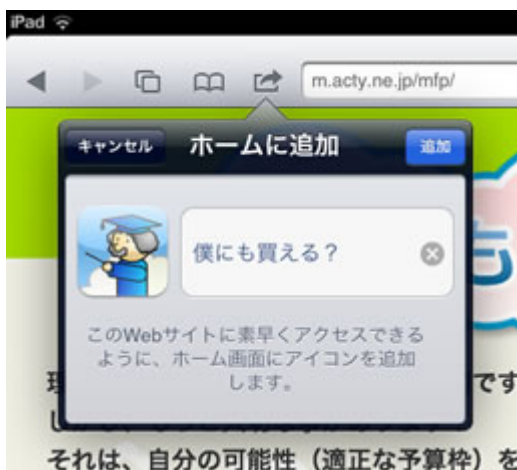 iPad
m.acty.ne.jp/mfp/
キャンセル
ホームに追加
追加
も
僕にも買える？
このWebサイトに素早くアクセスできる
ように、ホーム画面にアイコンを追加
します。
です
それは、自分の可能性（適正な予算枠）を